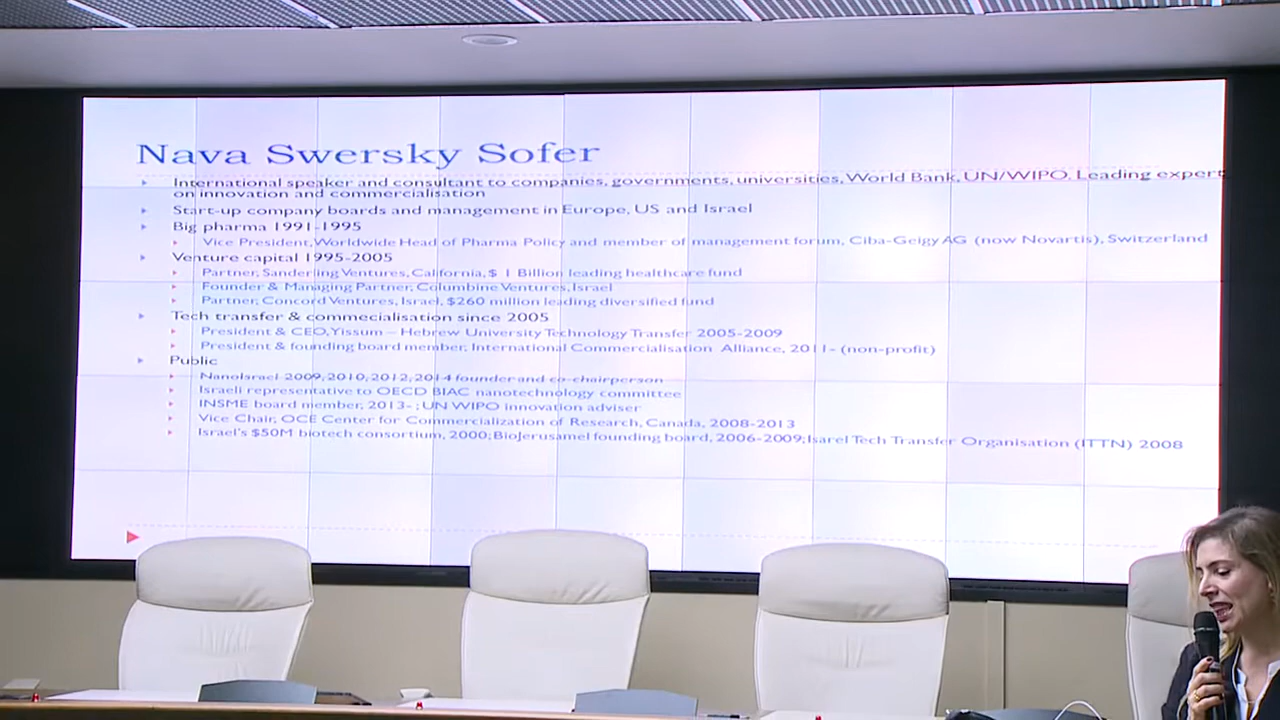 Nava Swersky Sofer
International speaker and consultant to companies, governments, universities, World Bank, UN/WIPO. Leading expert
on innovation and commercialisation
Start-up company boards and management in Europe, US and Israel
Big pharma 1991-1995
Vice President, Worldwide Head of Pharma Policy and member of management forum, Ciba-Geigy AG (now Novartis), Switzerland
Venture capital 1995-2005
Partner, Sanderling Ventures, California, $ 1 Billion leading healthcare fund
Founder & Managing Partner, Columbine Ventures, Israel
Partner, Concord Ventures, Israel, $260 million leading diversified fund
Tech transfer & commecialisation since 2005
President & CEO, Yissum – Hebrew University Technology Transfer 2005-2009
President & founding board member, International Commercialisation Alliance, 2011- (non-profit)
Public
NanoIsrael 2009, 2010, 2012, 2014 founder and co-chairperson
Israeli representative to OECD BIAC nanotechnology committee
INSME board member, 2013- ; UN WIPO innovation adviser
Vice Chair, OCE Center for Commercialization of Research, Canada, 2008-2013
Israel's $50M biotech consortium, 2000; BioJerusamel founding board, 2006-2009; Isarel Tech Transfer Organisation (ITTN) 2008